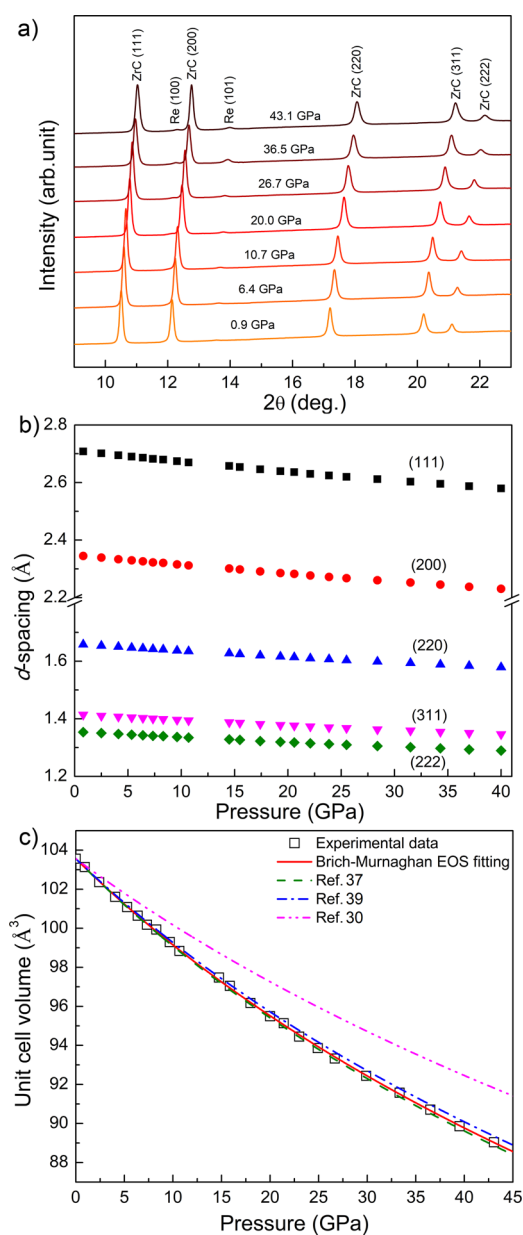 a)
ZrC (111)
Re (100)
ZrC (200)
Re (101)
ZrC (220)
ZrC (311)
ZrC (222)
43.1 GPa
36.5 GPa
26.7 GPa
20.0 GPa
10.7 GPa
6.4 GPa
0.9 GPa
Intensity (arb.unit)
10 12 14 16 18 20 22
2θ (deg.)
b)
2.8
2.6
2.4
2.2
1.6
1.4
1.2
d-spacing (Å)
(111)
(200)
(220)
(311)
(222)
0 5 10 15 20 25 30 35 40
Pressure (GPa)
c)
104
102
100
98
96
94
92
90
88
Unit cell volume (Å³)
Experimental data
Brich-Murnaghan EOS fitting
Ref. 37
Ref. 39
Ref. 30
0 5 10 15 20 25 30 35 40 45
Pressure (GPa)